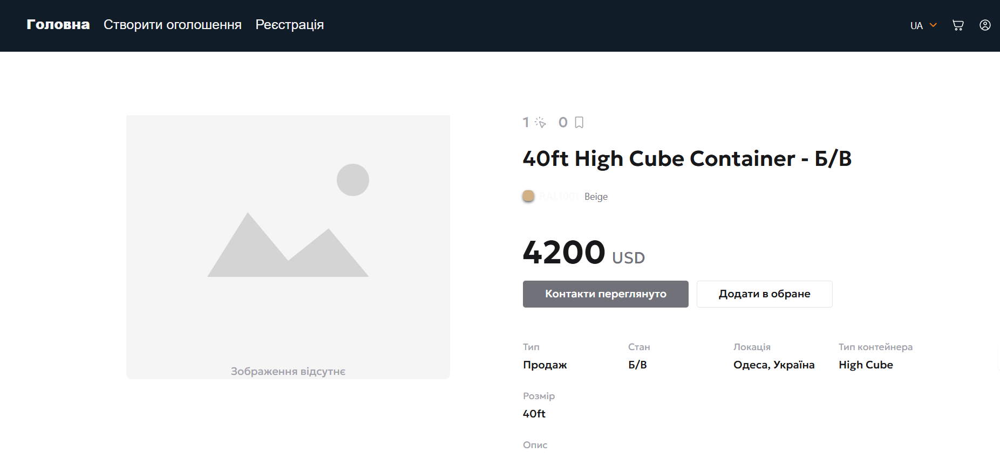 Головна Створити оголошення Реєстрація UA
1 0
40ft High Cube Container - Б/В
RAL1001 Beige
4200 USD
Контакти переглянуто Додати в обране
Тип Стан Локація Тип контейнера
Продаж Б/В Одеса, Україна High Cube
Розмір
40ft
Опис
Зображення відсутнє